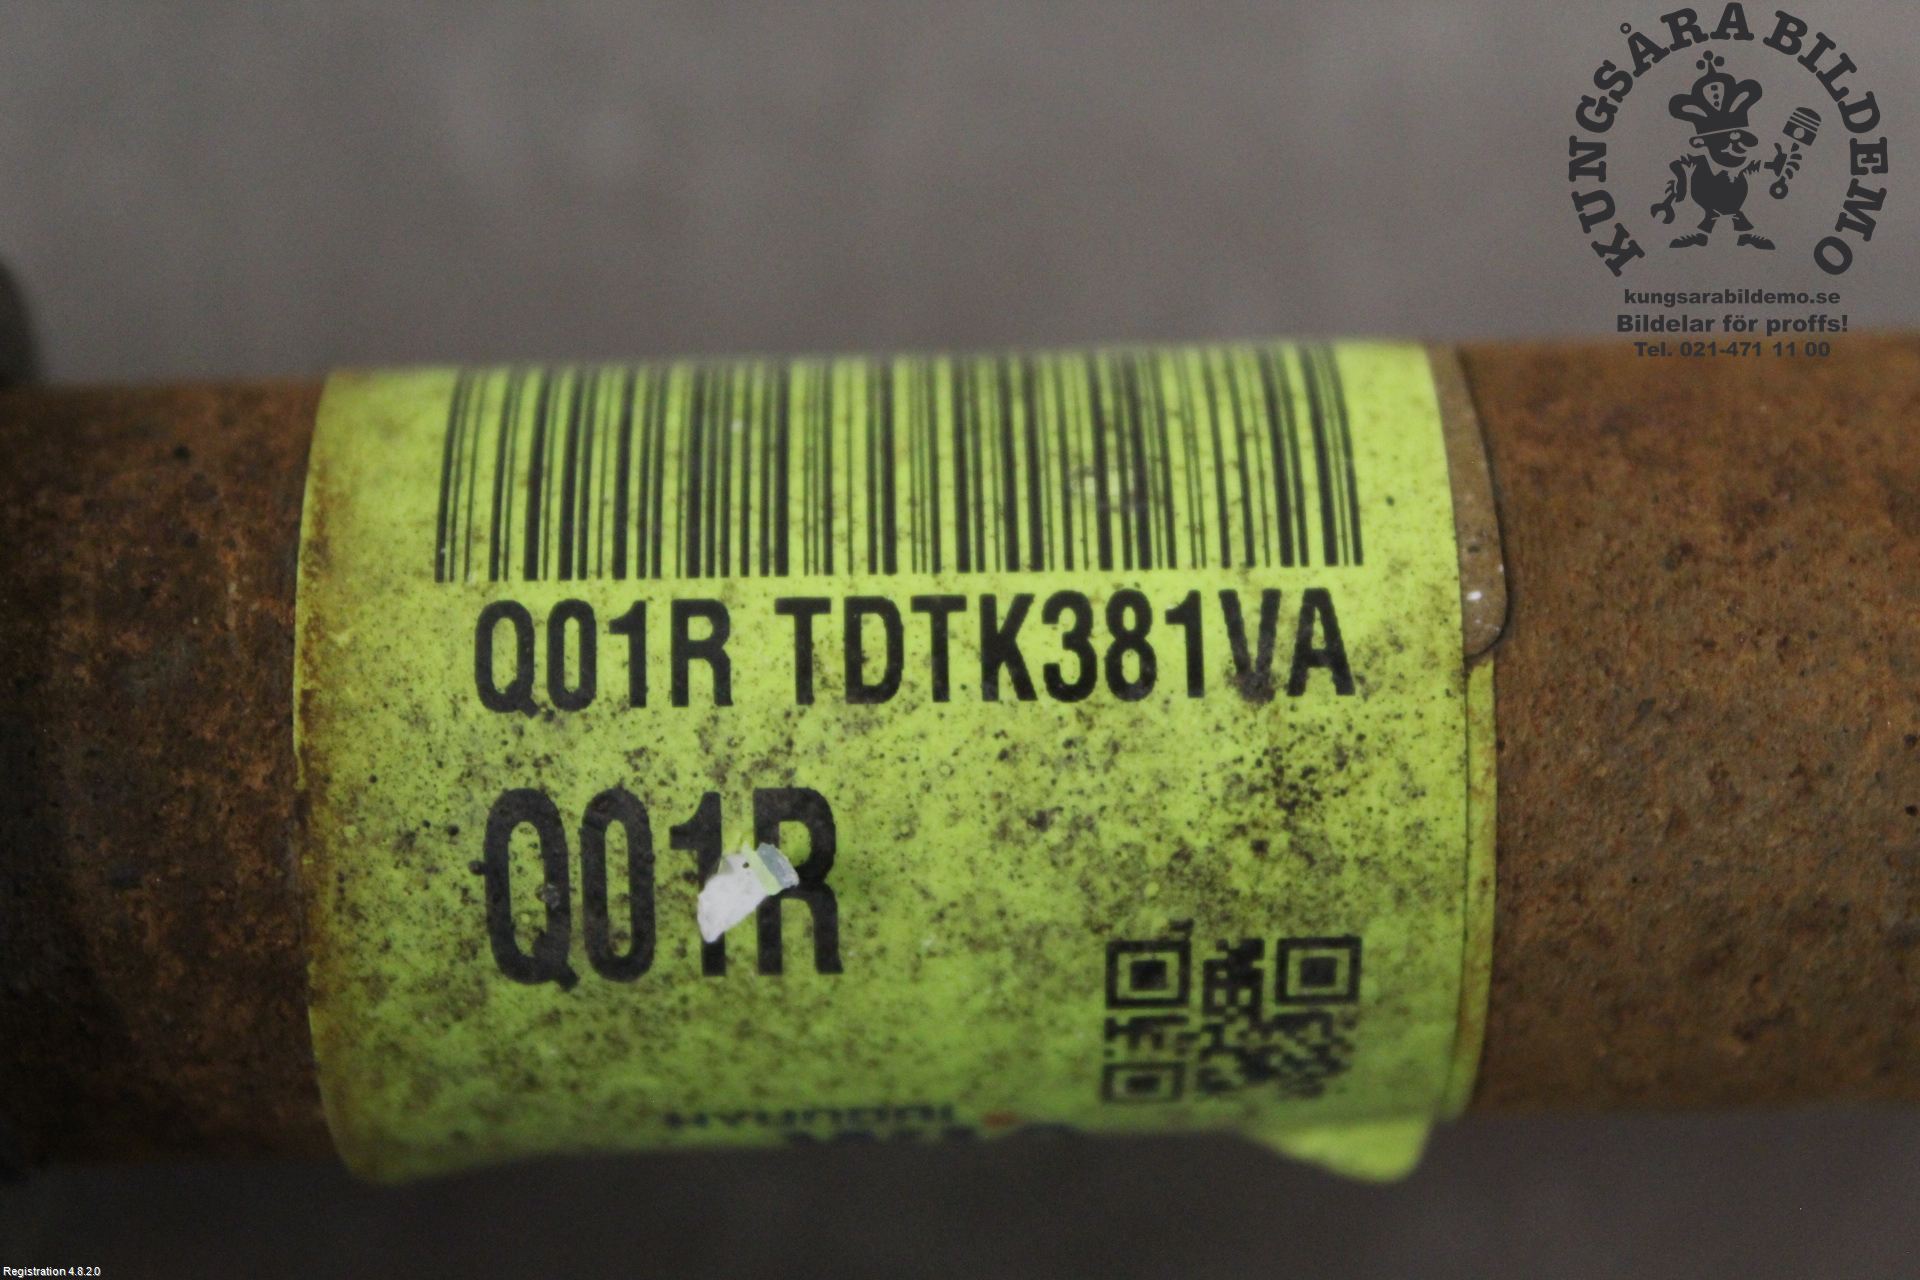 KUNGSÅRA BILDEMO
kungsarabildemo.se
Bildelar för proffs!
Tel. 021-471 11 00
Q01R TDTK381VA
Q01R
HYUNDAI
Registration 4.8.2.0